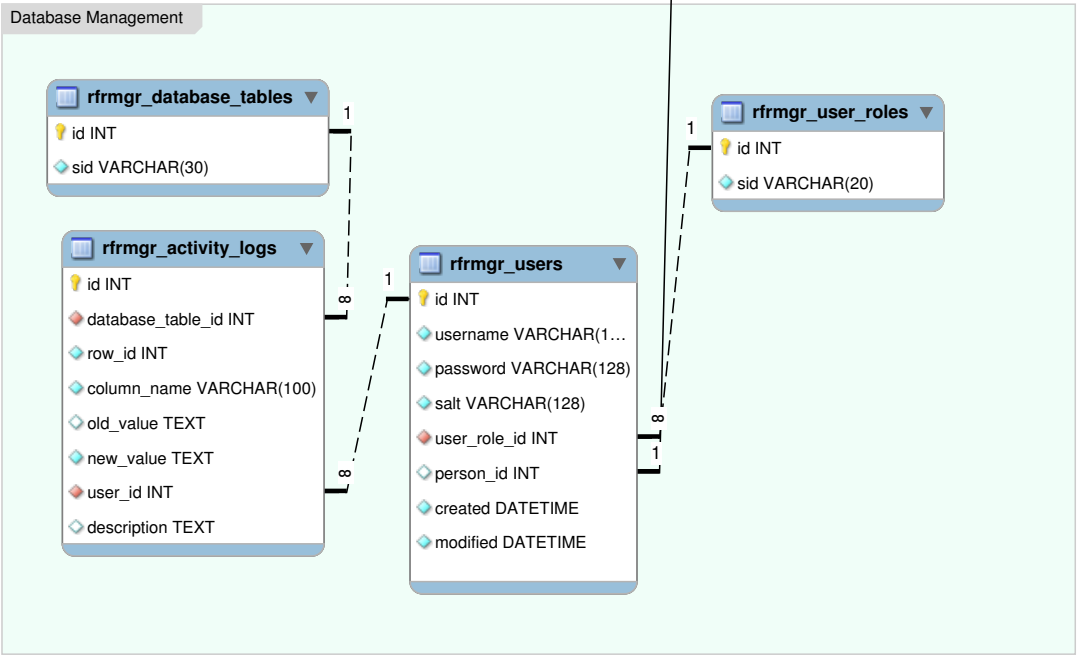 Database Management
rfrmgr_database_tables
id INT
sid VARCHAR(30)
1
∞
rfrmgr_activity_logs
id INT
database_table_id INT
row_id INT
column_name VARCHAR(100)
old_value TEXT
new_value TEXT
user_id INT
description TEXT
1
∞
rfrmgr_users
id INT
username VARCHAR(1…
password VARCHAR(128)
salt VARCHAR(128)
user_role_id INT
person_id INT
created DATETIME
modified DATETIME
∞
1
1
rfrmgr_user_roles
id INT
sid VARCHAR(20)